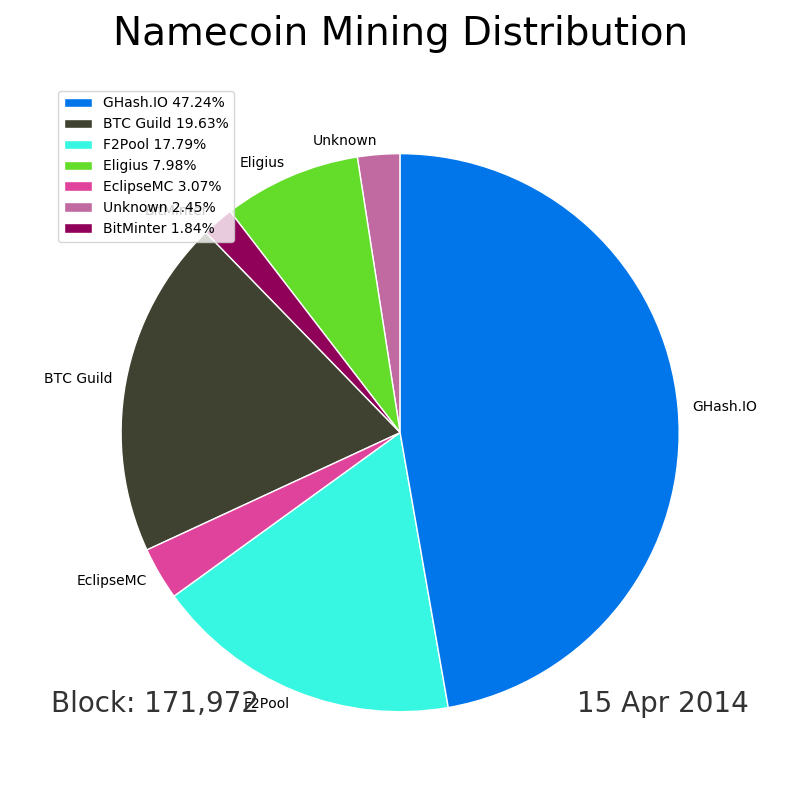 Namecoin Mining Distribution
GHash.IO 47.24%
BTC Guild 19.63%
F2Pool 17.79%
Eligius 7.98%
EclipseMC 3.07%
Unknown 2.45%
BitMinter 1.84%
Unknown
Eligius
BitMinter
BTC Guild
GHash.IO
EclipseMC
F2Pool
Block: 171,972
15 Apr 2014